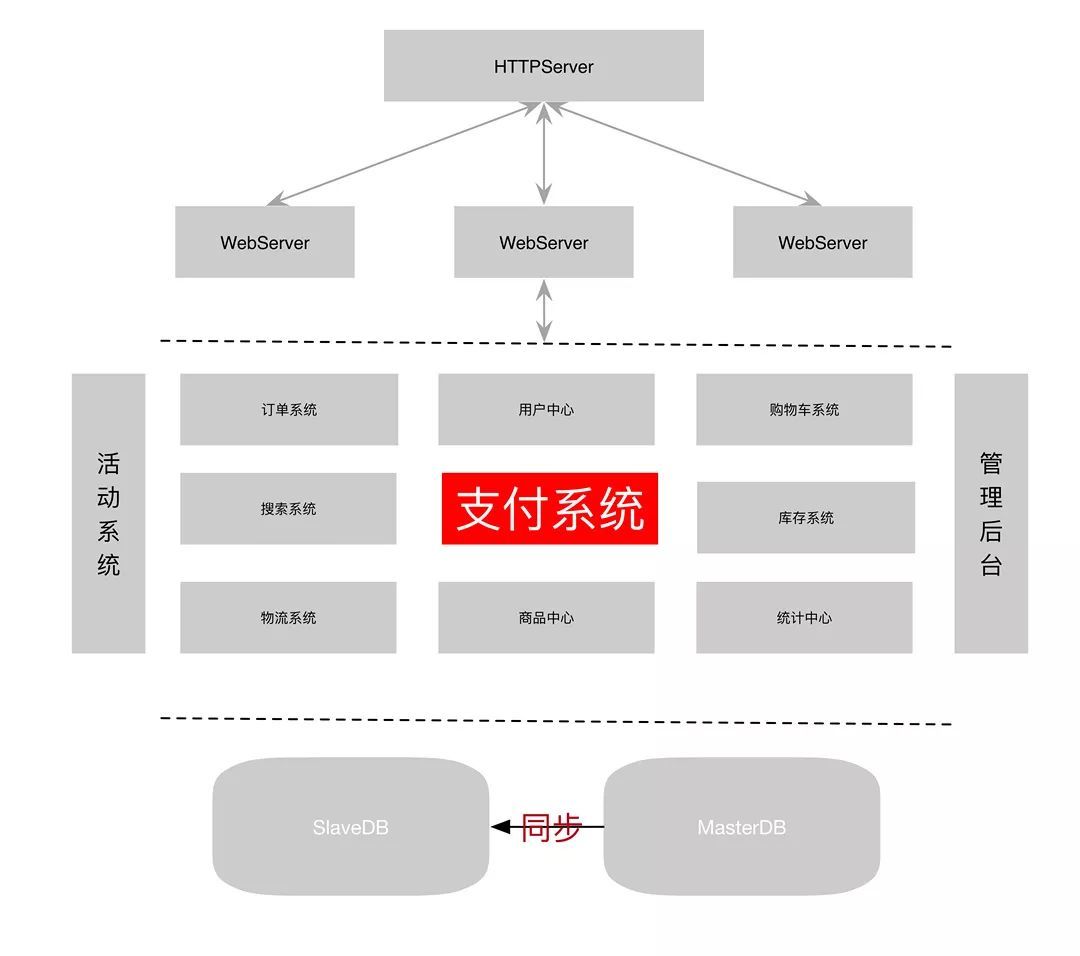 HTTPServer
WebServer
WebServer
WebServer
活动系统
订单系统
用户中心
购物车系统
管理后台
搜索系统
支付系统
库存系统
物流系统
商品中心
统计中心
SlaveDB
同步
MasterDB